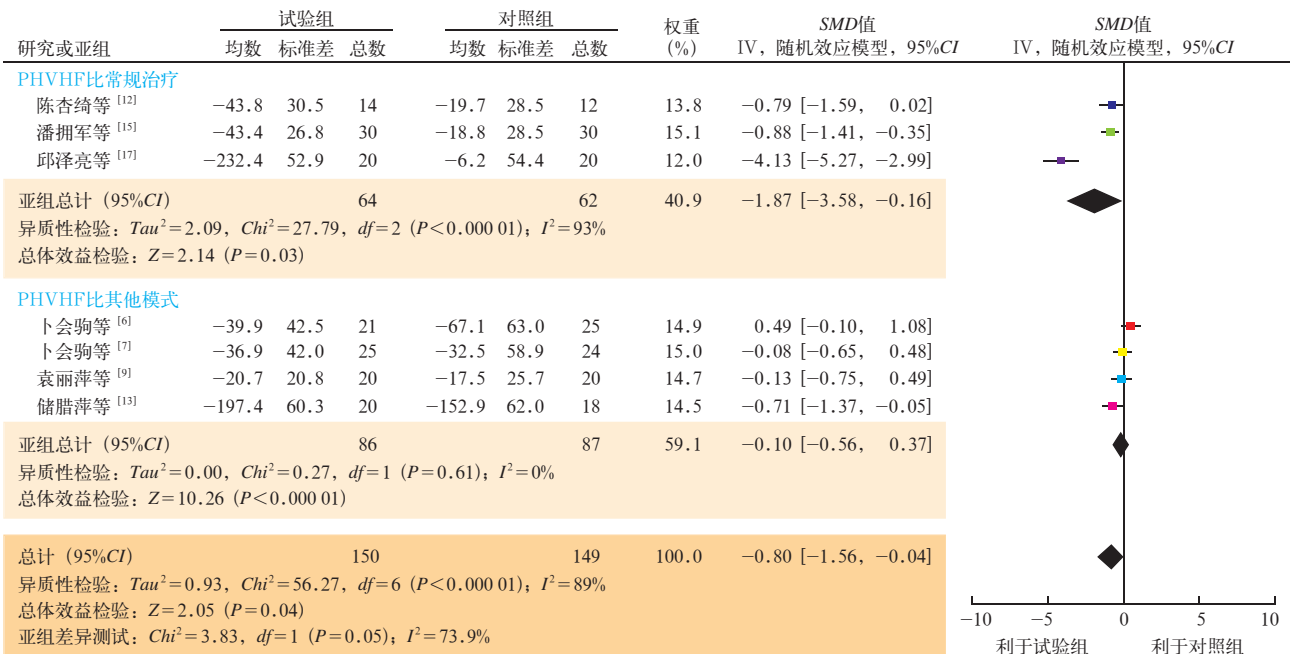 试验组 对照组 权重 SMD值 SMD值
研究或亚组 均数 标准差 总数 均数 标准差 总数 (%) IV，随机效应模型，95%CI IV，随机效应模型，95%CI
PHVHF比常规治疗
陈杏绮等 [12] −43.8 30.5 14 −19.7 28.5 12 13.8 −0.79 [−1.59, 0.02]
潘拥军等 [15] −43.4 26.8 30 −18.8 28.5 30 15.1 −0.88 [−1.41, −0.35]
邱泽亮等 [17] −232.4 52.9 20 −6.2 54.4 20 12.0 −4.13 [−5.27, −2.99]
亚组总计（95%CI） 64 62 40.9 −1.87 [−3.58, −0.16]
异质性检验：Tau²=2.09, Chi²=27.79, df=2 (P<0.000 01)；I²=93%
总体效益检验：Z=2.14 (P=0.03)
PHVHF比其他模式
卜会驹等 [6] −39.9 42.5 21 −67.1 63.0 25 14.9 0.49 [−0.10, 1.08]
卜会驹等 [7] −36.9 42.0 25 −32.5 58.9 24 15.0 −0.08 [−0.65, 0.48]
袁丽萍等 [9] −20.7 20.8 20 −17.5 25.7 20 14.7 −0.13 [−0.75, 0.49]
储腊萍等 [13] −197.4 60.3 20 −152.9 62.0 18 14.5 −0.71 [−1.37, −0.05]
亚组总计（95%CI） 86 87 59.1 −0.10 [−0.56, 0.37]
异质性检验：Tau²=0.00, Chi²=0.27, df=1 (P=0.61)；I²=0%
总体效益检验：Z=10.26 (P<0.000 01)
总计（95%CI） 150 149 100.0 −0.80 [−1.56, −0.04]
异质性检验：Tau²=0.93, Chi²=56.27, df=6 (P<0.000 01)；I²=89%
总体效益检验：Z=2.05 (P=0.04)
亚组差异测试：Chi²=3.83, df=1 (P=0.05)；I²=73.9%
−10 −5 0 5 10
利于试验组 利于对照组